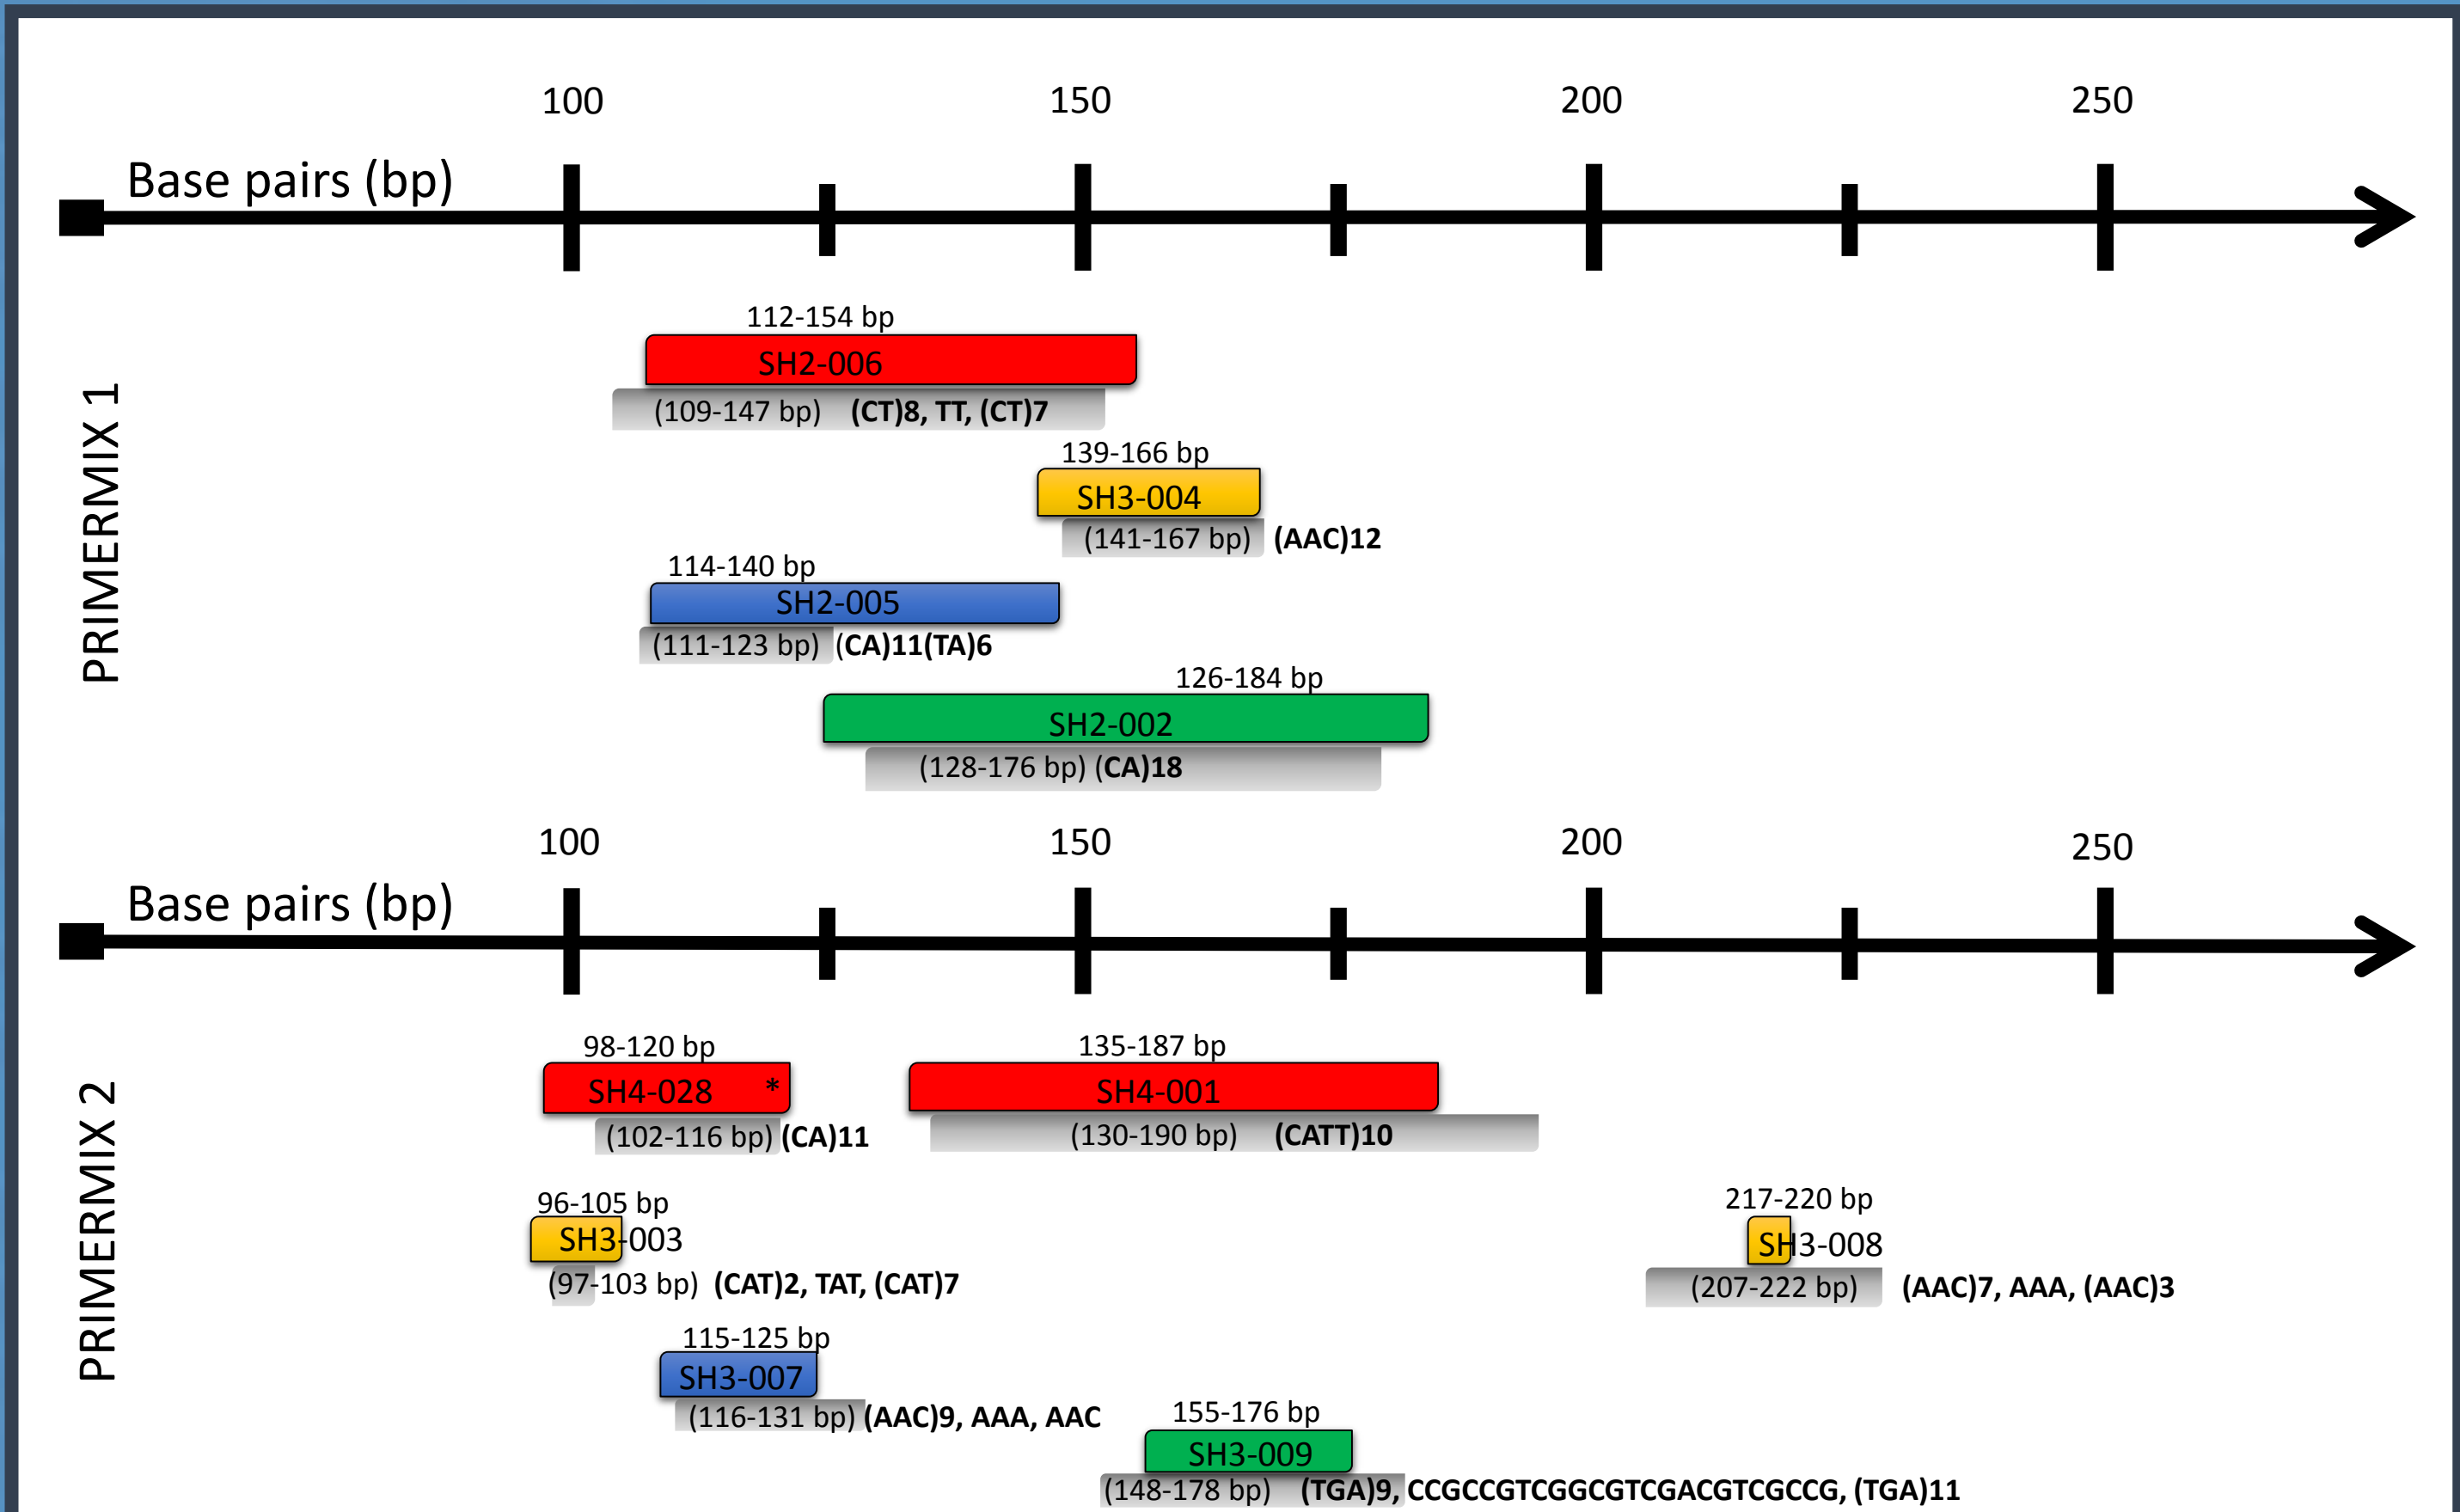 100 150 200 250
Base pairs (bp)
PRIMERMIX 1
112-154 bp
SH2-006
(109-147 bp) (CT)8, TT, (CT)7
139-166 bp
SH3-004
(141-167 bp) (AAC)12
114-140 bp
SH2-005
(111-123 bp) (CA)11(TA)6
126-184 bp
SH2-002
(128-176 bp) (CA)18
100 150 200 250
Base pairs (bp)
PRIMERMIX 2
98-120 bp 135-187 bp
SH4-028 * SH4-001
(102-116 bp) (CA)11 (130-190 bp) (CATT)10
96-105 bp 217-220 bp
SH3-003 SH3-008
(97-103 bp) (CAT)2, TAT, (CAT)7 (207-222 bp) (AAC)7, AAA, (AAC)3
115-125 bp
SH3-007
(116-131 bp) (AAC)9, AAA, AAC
155-176 bp
SH3-009
(148-178 bp) (TGA)9, CCGCCGTCGGCGTCGACGTCGCCG, (TGA)11